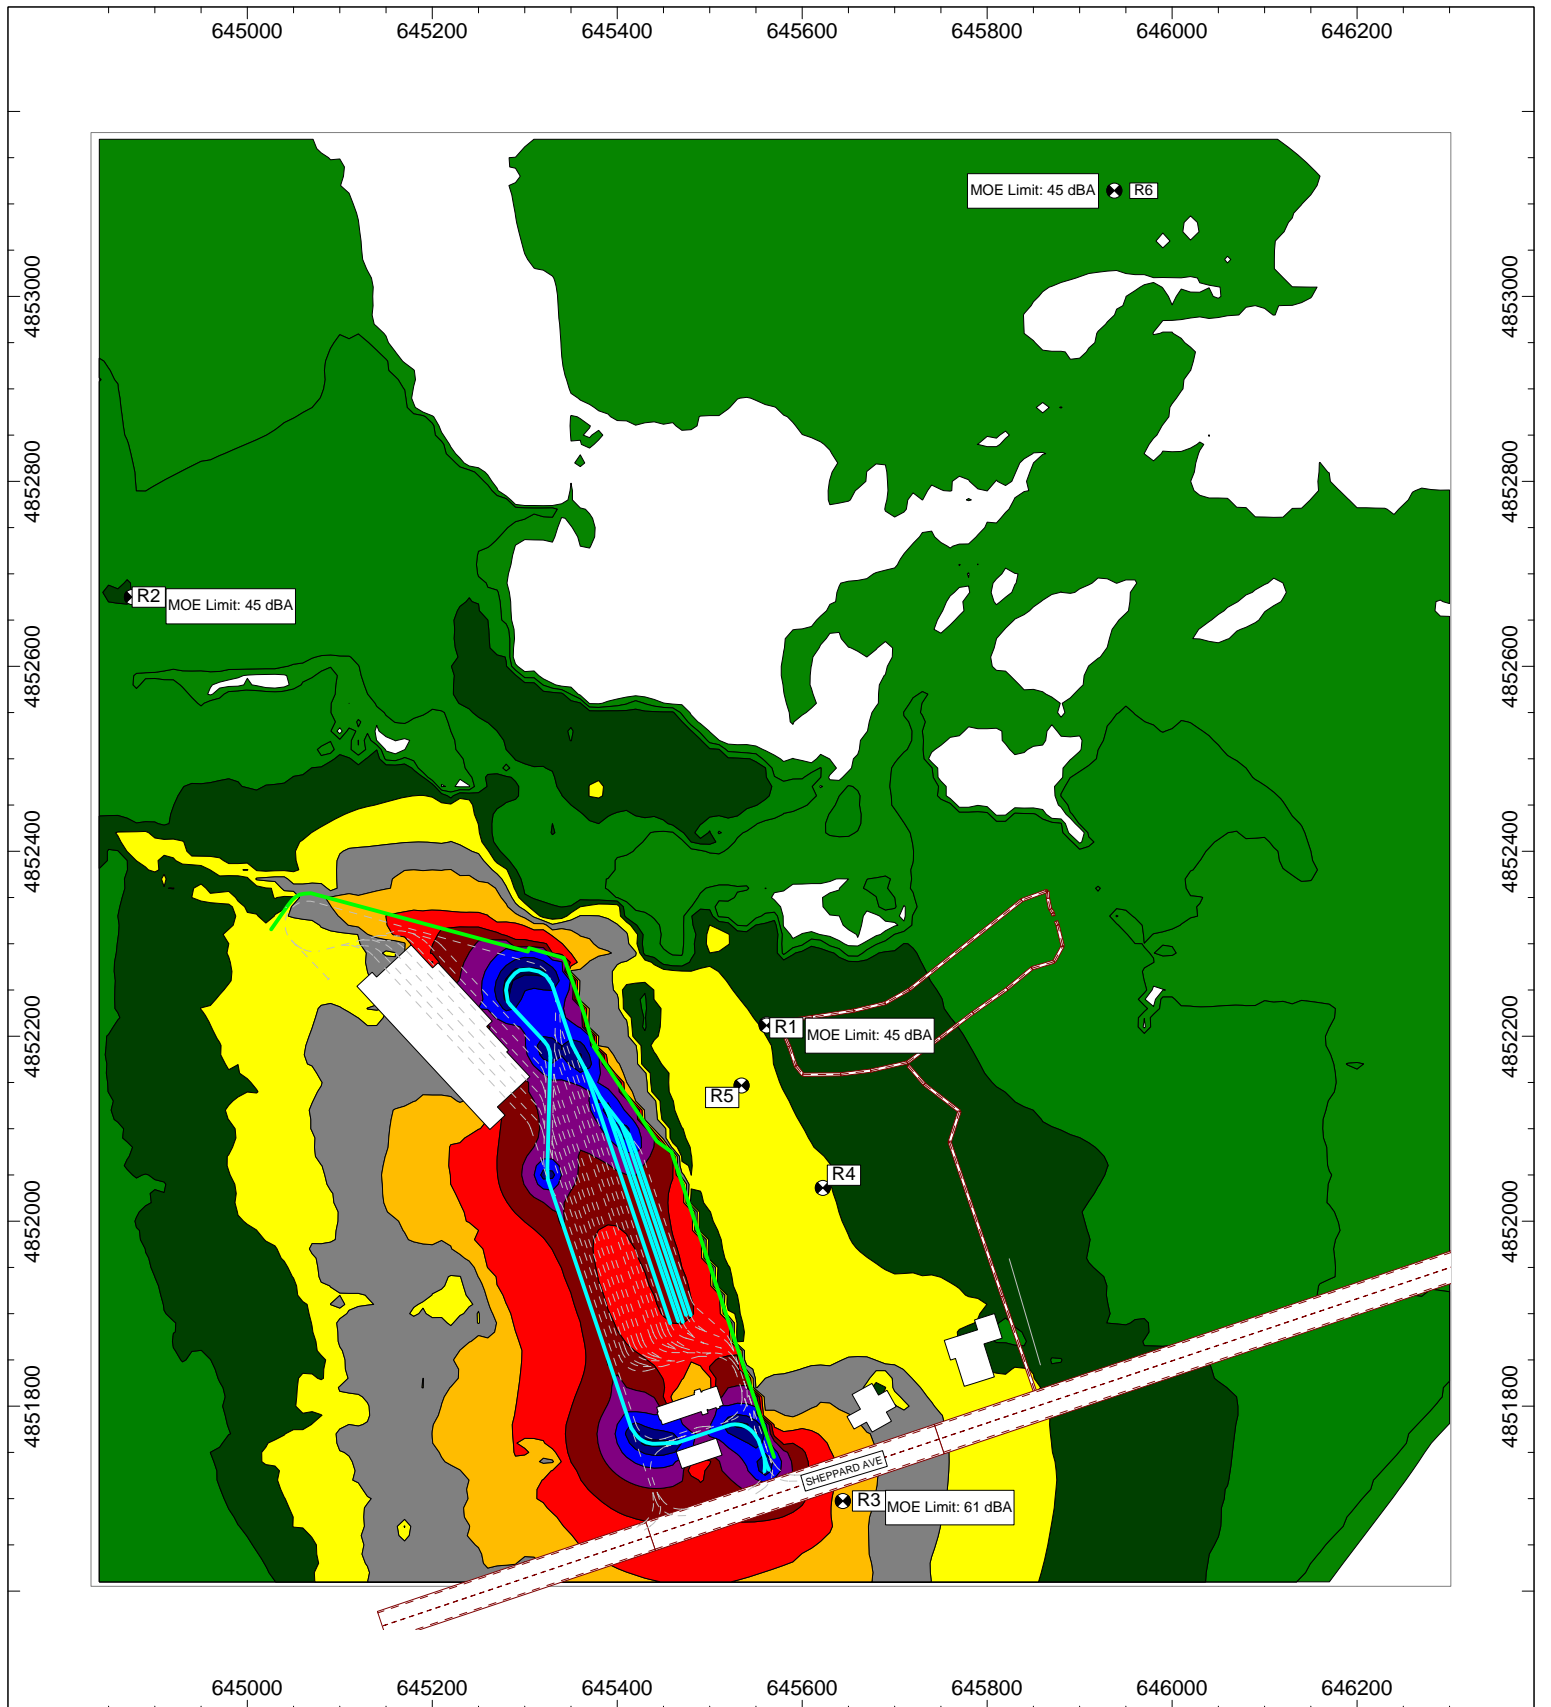 645000 645200 645400 645600 645800 646000 646200
MOE Limit: 45 dBA R6
4853000 4853000
4852800 4852800
R2 MOE Limit: 45 dBA
4852600 4852600
4852400 4852400
4852200 4852200
R1 MOE Limit: 45 dBA
R5
R4
4852000 4852000
4851800 4851800
SHEPPARD AVE
R3 MOE Limit: 61 dBA
645000 645200 645400 645600 645800 646000 646200